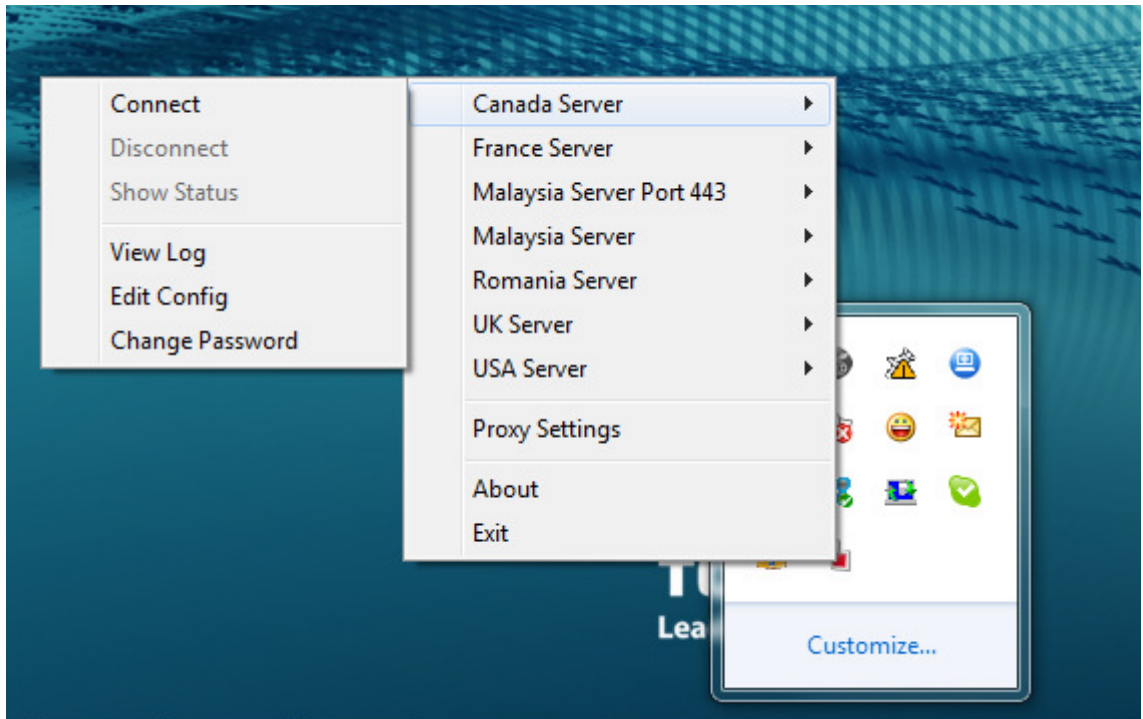 Connect
Disconnect
Show Status
View Log
Edit Config
Change Password
Canada Server
France Server
Malaysia Server Port 443
Malaysia Server
Romania Server
UK Server
USA Server
Proxy Settings
About
Exit
Customize...